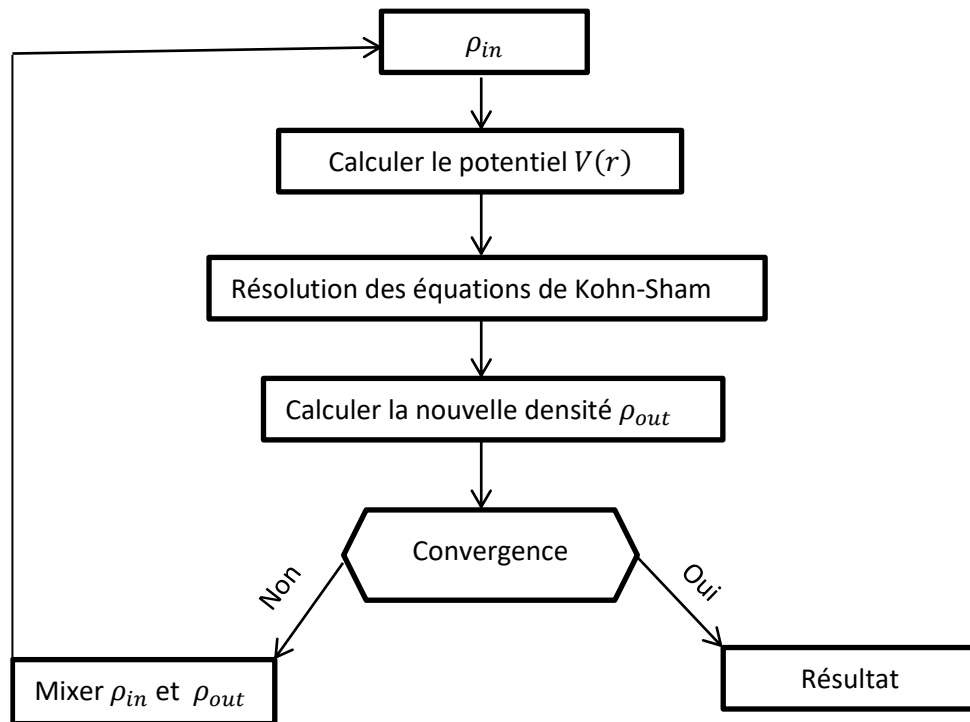 ρ_in
Calculer le potentiel V(r)
Résolution des équations de Kohn-Sham
Calculer la nouvelle densité ρ_out
Convergence
Non
Oui
Mixer ρ_in et ρ_out
Résultat